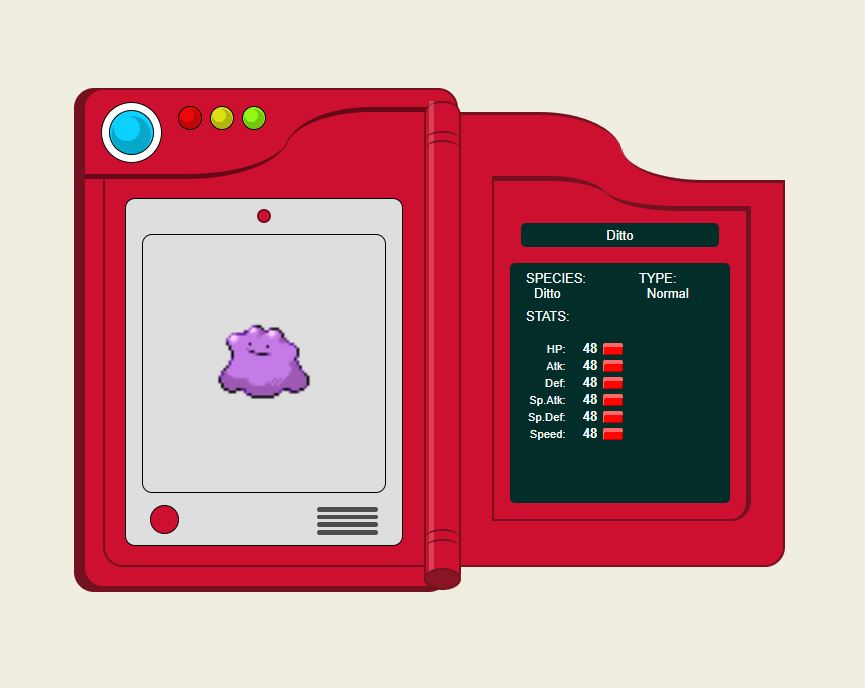 Ditto
SPECIES: TYPE:
Ditto Normal
STATS:
HP: 48
Atk: 48
Def: 48
Sp.Atk: 48
Sp.Def: 48
Speed: 48